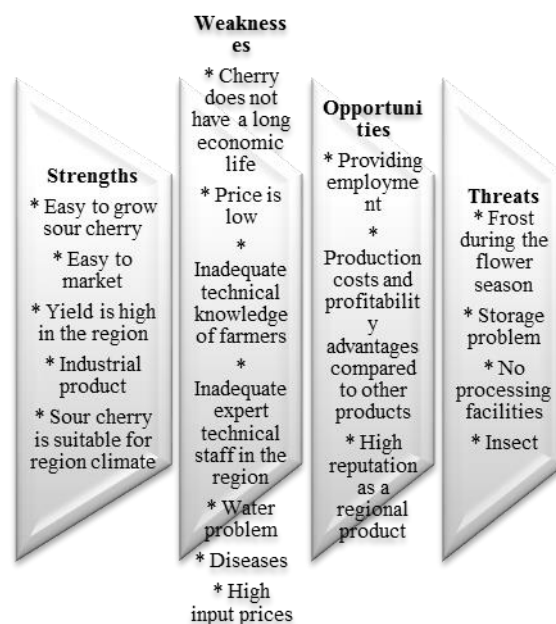 Strengths
* Easy to grow
sour cherry
* Easy to
market
* Yield is high
in the region
* Industrial
product
* Sour cherry
is suitable for
region climate
Weakness
es
* Cherry
does not
have a long
economic
life
* Price is
low
*
Inadequate
technical
knowledge
of farmers
*
Inadequate
expert
technical
staff in the
region
* Water
problem
* Diseases
* High
input prices
Opportuni
ties
* Providing
employme
nt
*
Production
costs and
profitabilit
y
advantages
compared
to other
products
* High
reputation
as a
regional
product
Threats
* Frost
during the
flower
season
* Storage
problem
* No
processing
facilities
* Insect